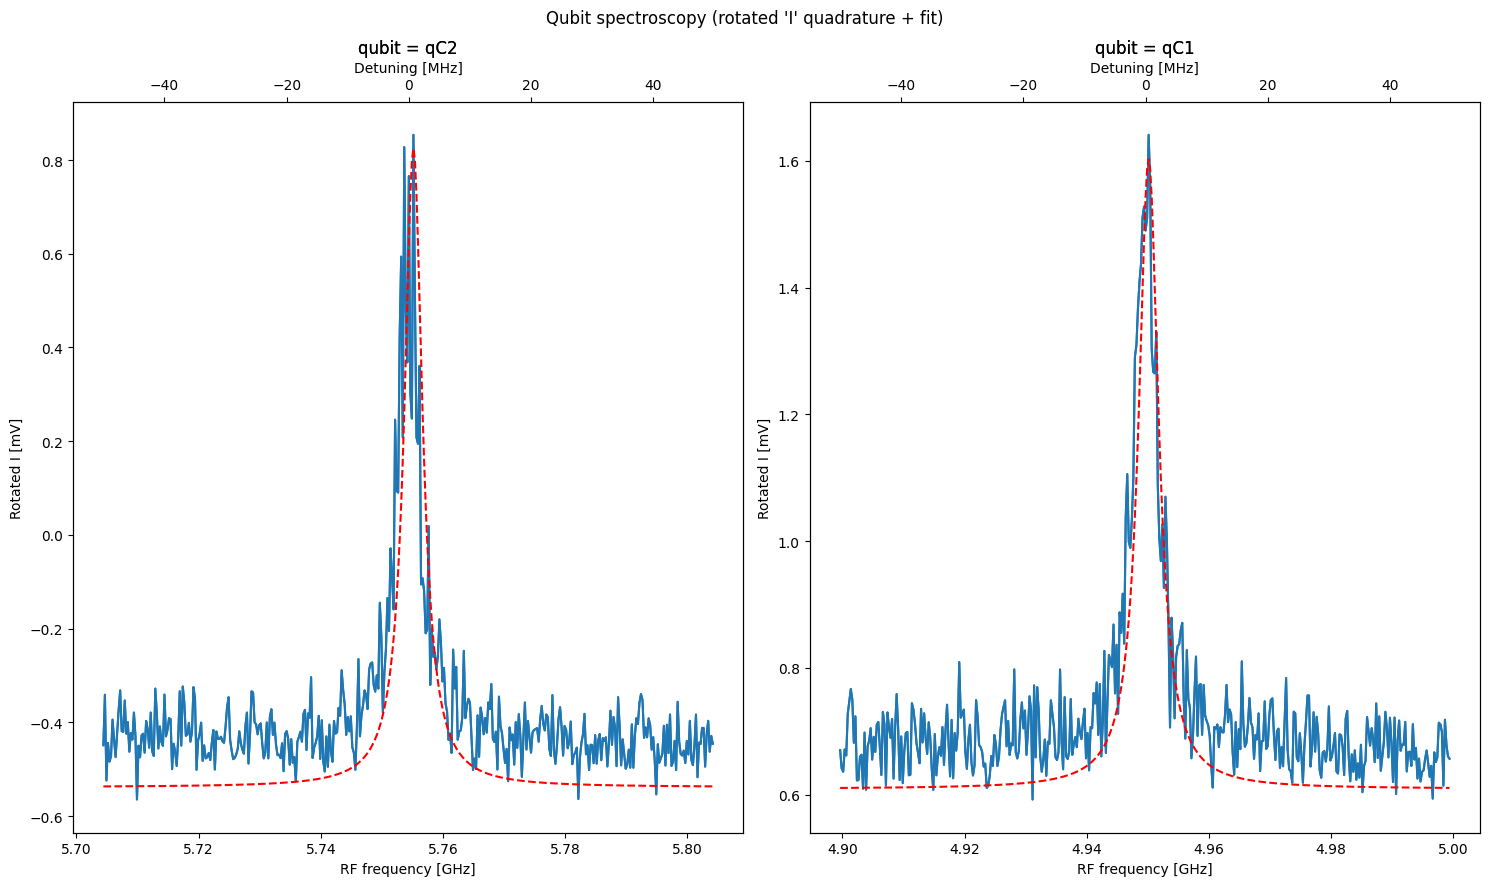 Qubit spectroscopy (rotated 'I' quadrature + fit)
qubit = qC2
Detuning [MHz]
−40 −20 0 20 40
0.8
0.6
0.4
0.2
0.0
−0.2
−0.4
−0.6
Rotated I [mV]
5.70 5.72 5.74 5.76 5.78 5.80
RF frequency [GHz]
qubit = qC1
Detuning [MHz]
−40 −20 0 20 40
1.6
1.4
1.2
1.0
0.8
0.6
Rotated I [mV]
4.90 4.92 4.94 4.96 4.98 5.00
RF frequency [GHz]